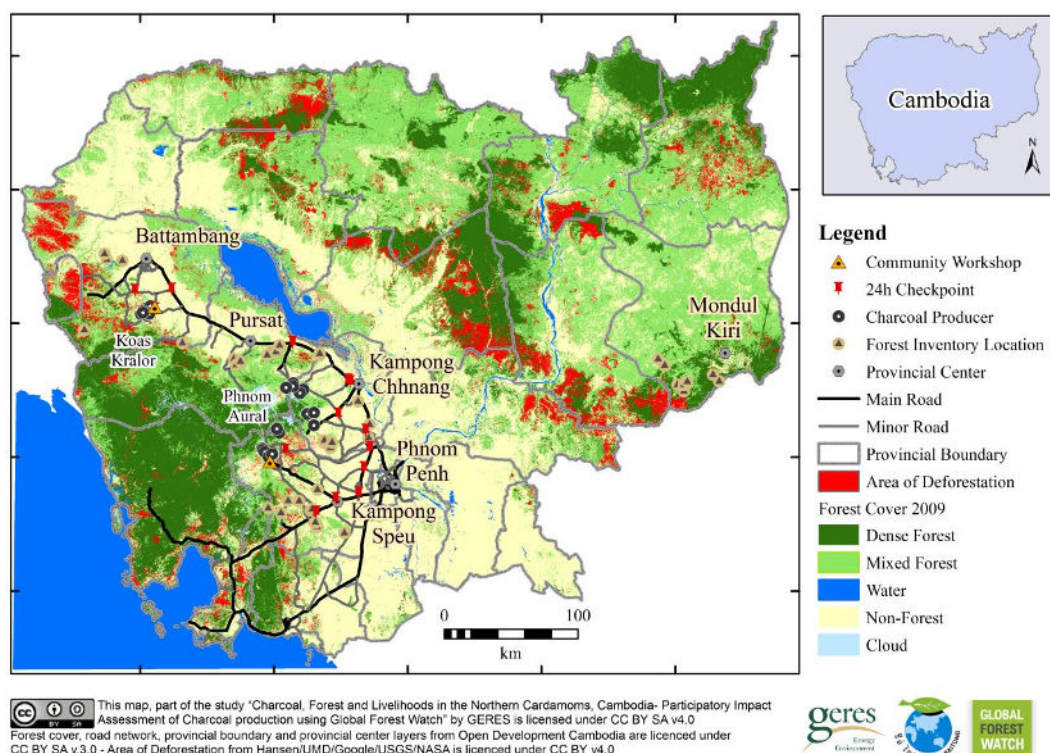 Battambang
Koas
Kralor
Pursat
Phnom
Aural
Kampong
Chhnang
Phnom
Penh
Kampong
Speu
Mondul
Kiri
0 100
km
Cambodia
N
Legend
Community Workshop
24h Checkpoint
Charcoal Producer
Forest Inventory Location
Provincial Center
Main Road
Minor Road
Provincial Boundary
Area of Deforestation
Forest Cover 2009
Dense Forest
Mixed Forest
Water
Non-Forest
Cloud
CC BY SA
This map, part of the study "Charcoal, Forest and Livelihoods in the Northern Cardamoms, Cambodia- Participatory Impact
Assessment of Charcoal production using Global Forest Watch" by GERES is licensed under CC BY SA v4.0
Forest cover, road network, provincial boundary and provincial center layers from Open Development Cambodia are licenced under
CC BY SA v.3.0 - Area of Deforestation from Hansen/UMD/Google/USGS/NASA is licenced under CC BY v4.0
geres
Energy
Environment
GLOBAL
FOREST
WATCH